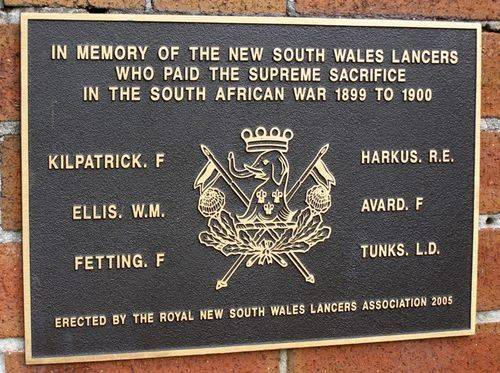 IN MEMORY OF THE NEW SOUTH WALES LANCERS
WHO PAID THE SUPREME SACRIFICE
IN THE SOUTH AFRICAN WAR 1899 TO 1900
KILPATRICK. F
ELLIS. W.M.
FETTING. F
HARKUS. R.E.
AVARD. F
TUNKS. L.D.
ERECTED BY THE ROYAL NEW SOUTH WALES LANCERS ASSOCIATION 2005